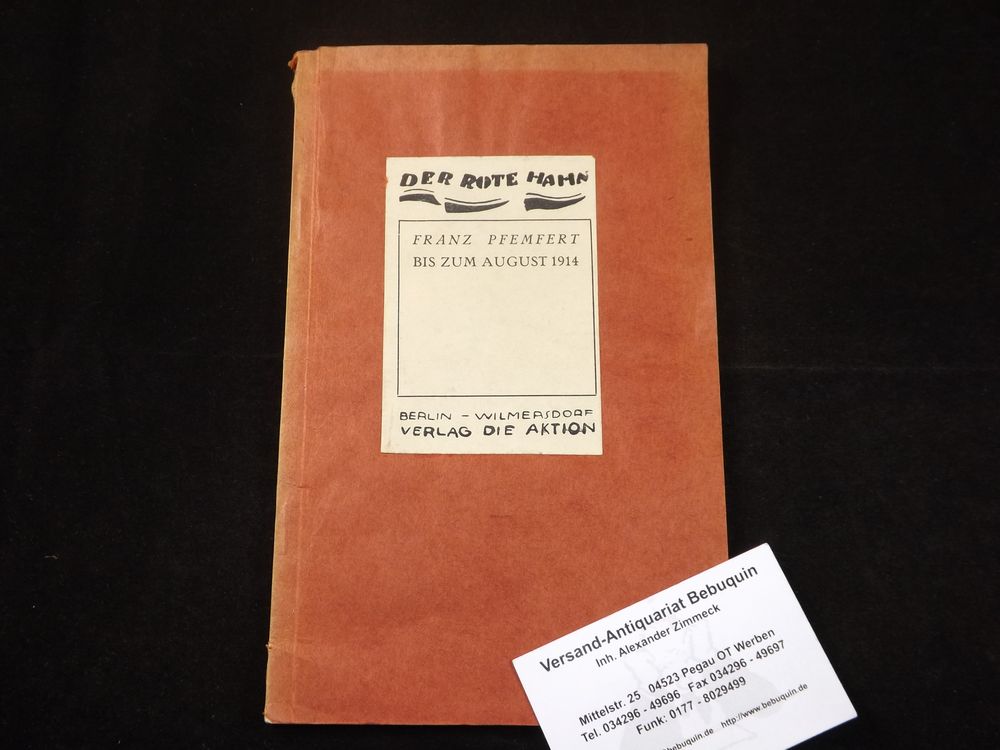 DER ROTE HAHN
FRANZ PFEMFERT
BIS ZUM AUGUST 1914
BERLIN - WILMERSDORF
VERLAG DIE AKTION
Versand-Antiquariat Bebuquin
Inh. Alexander Zimmeck
Mittelstr. 25 04523 Pegau OT Werben
Tel. 034296 - 49696 Fax 034296 - 49697
Funk: 0177 - 8029499
bebuquin.de http://www.bebuquin.de